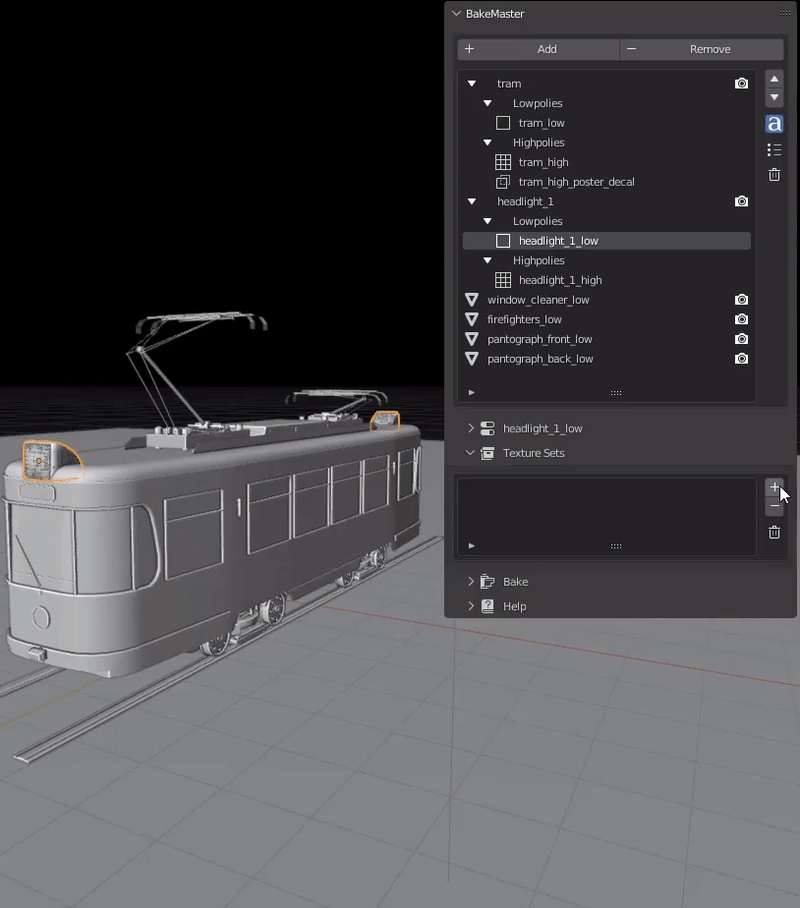 BakeMaster
+ Add − Remove
tram
Lowpolies
tram_low
Highpolies
tram_high
tram_high_poster_decal
headlight_1
Lowpolies
headlight_1_low
Highpolies
headlight_1_high
window_cleaner_low
firefighters_low
pantograph_front_low
pantograph_back_low
a
headlight_1_low
Texture Sets
Bake
Help